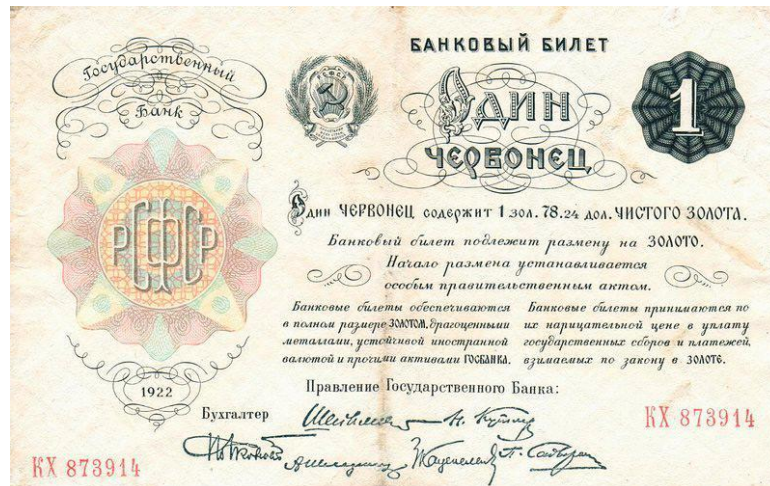 Государственный
Банк
БАНКОВЫЙ БИЛЕТ
ОДИН
ЧЕРВОНЕЦ
1
РСФСР
РСФСР
Один ЧЕРВОНЕЦ содержит 1 зол. 78.24 дол. ЧИСТОГО ЗОЛОТА.
Банковый билет подлежит размену на ЗОЛОТО.
Начало размена устанавливается
особым правительственным актом.
Банковые билеты обеспечиваются
в полном размере ЗОЛОТОМ, драгоценными
металлами, устойчивой иностранной
валютой и прочими активами ГОСБАНКА.
Банковые билеты принимаются по
их нарицательной цене в уплату
государственных сборов и платежей,
взимаемых по закону в ЗОЛОТЕ.
1922
Правление Государственного Банка:
Бухгалтер
КХ 873914
КХ 873914